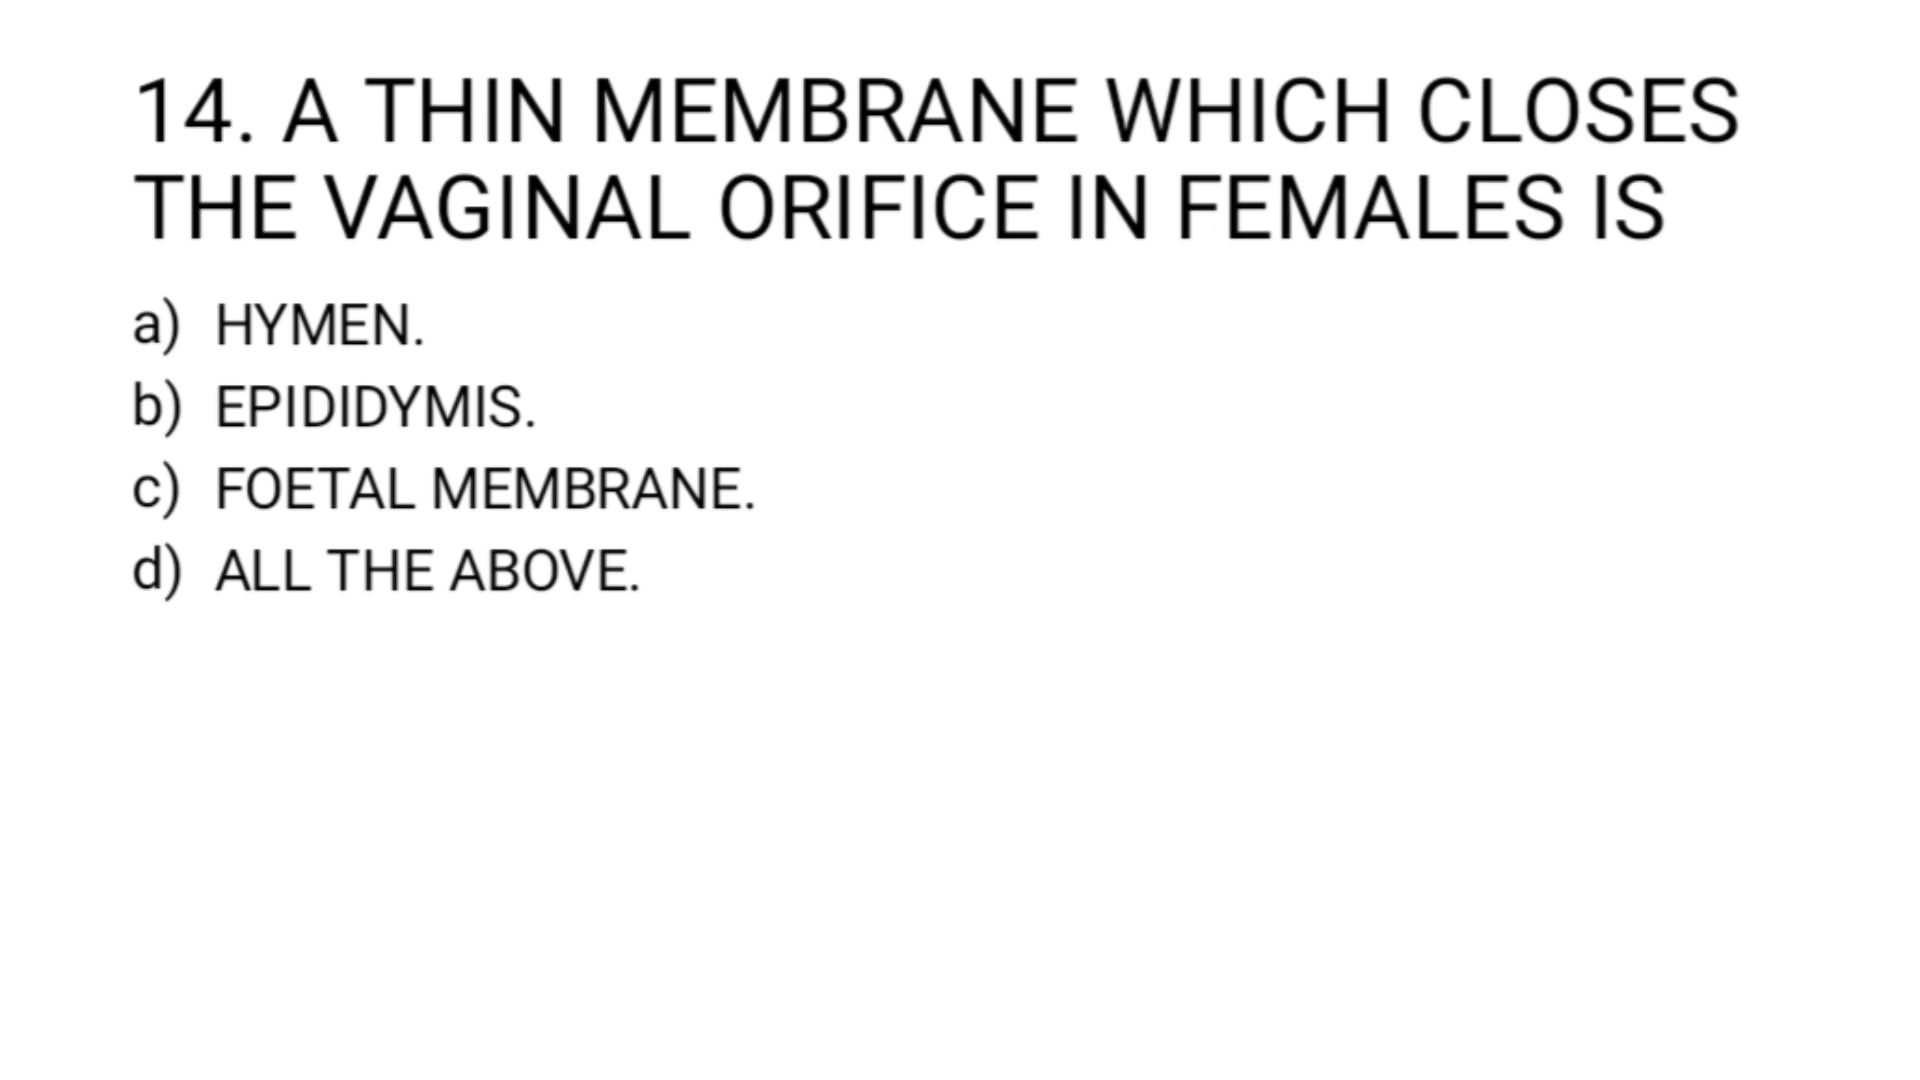 14. A THIN MEMBRANE WHICH CLOSES
THE VAGINAL ORIFICE IN FEMALES IS
a) HYMEN.
b) EPIDIDYMIS.
c) FOETAL MEMBRANE.
d) ALL THE ABOVE.